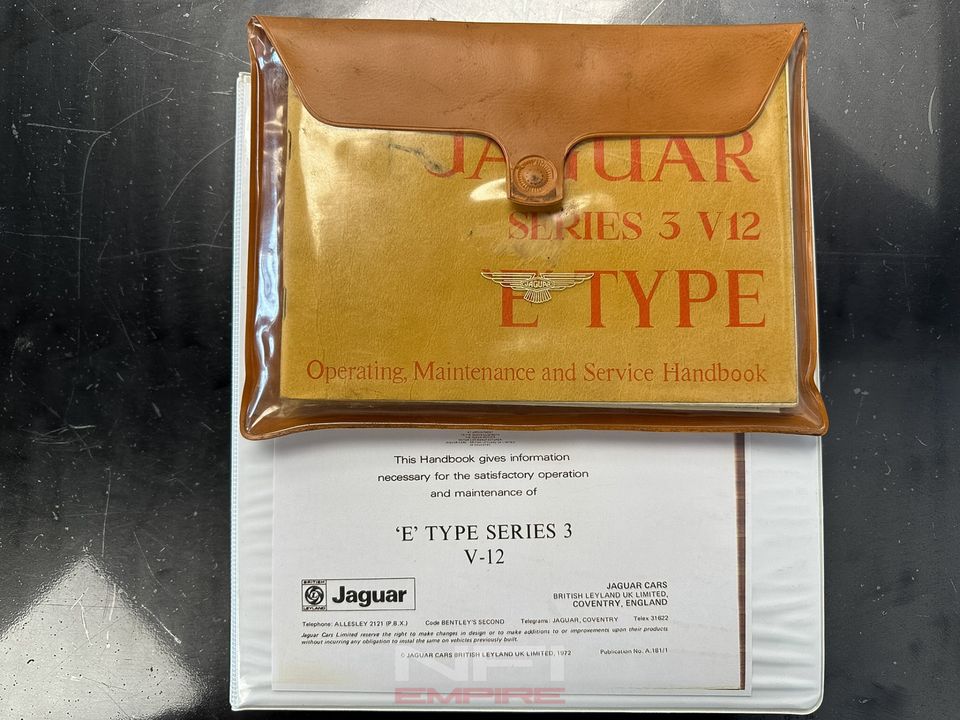 JAGUAR
SERIES 3 V12
'E' TYPE
JAGUAR
Operating, Maintenance and Service Handbook
This Handbook gives information
necessary for the satisfactory operation
and maintenance of
'E' TYPE SERIES 3
V-12
BRITISH
LEYLAND
Jaguar
JAGUAR CARS
BRITISH LEYLAND UK LIMITED,
COVENTRY, ENGLAND
Telephone: ALLESLEY 2121 (P.B.X.) Code BENTLEY'S SECOND Telegrams: JAGUAR, COVENTRY Telex 31622
Jaguar Cars Limited reserve the right to make changes in design or to make additions to or improvements upon their products
without incurring any obligation to install the same on vehicles previously built.
© JAGUAR CARS BRITISH LEYLAND UK LIMITED, 1972 Publication No. A.181/1
NFI
EMPIRE